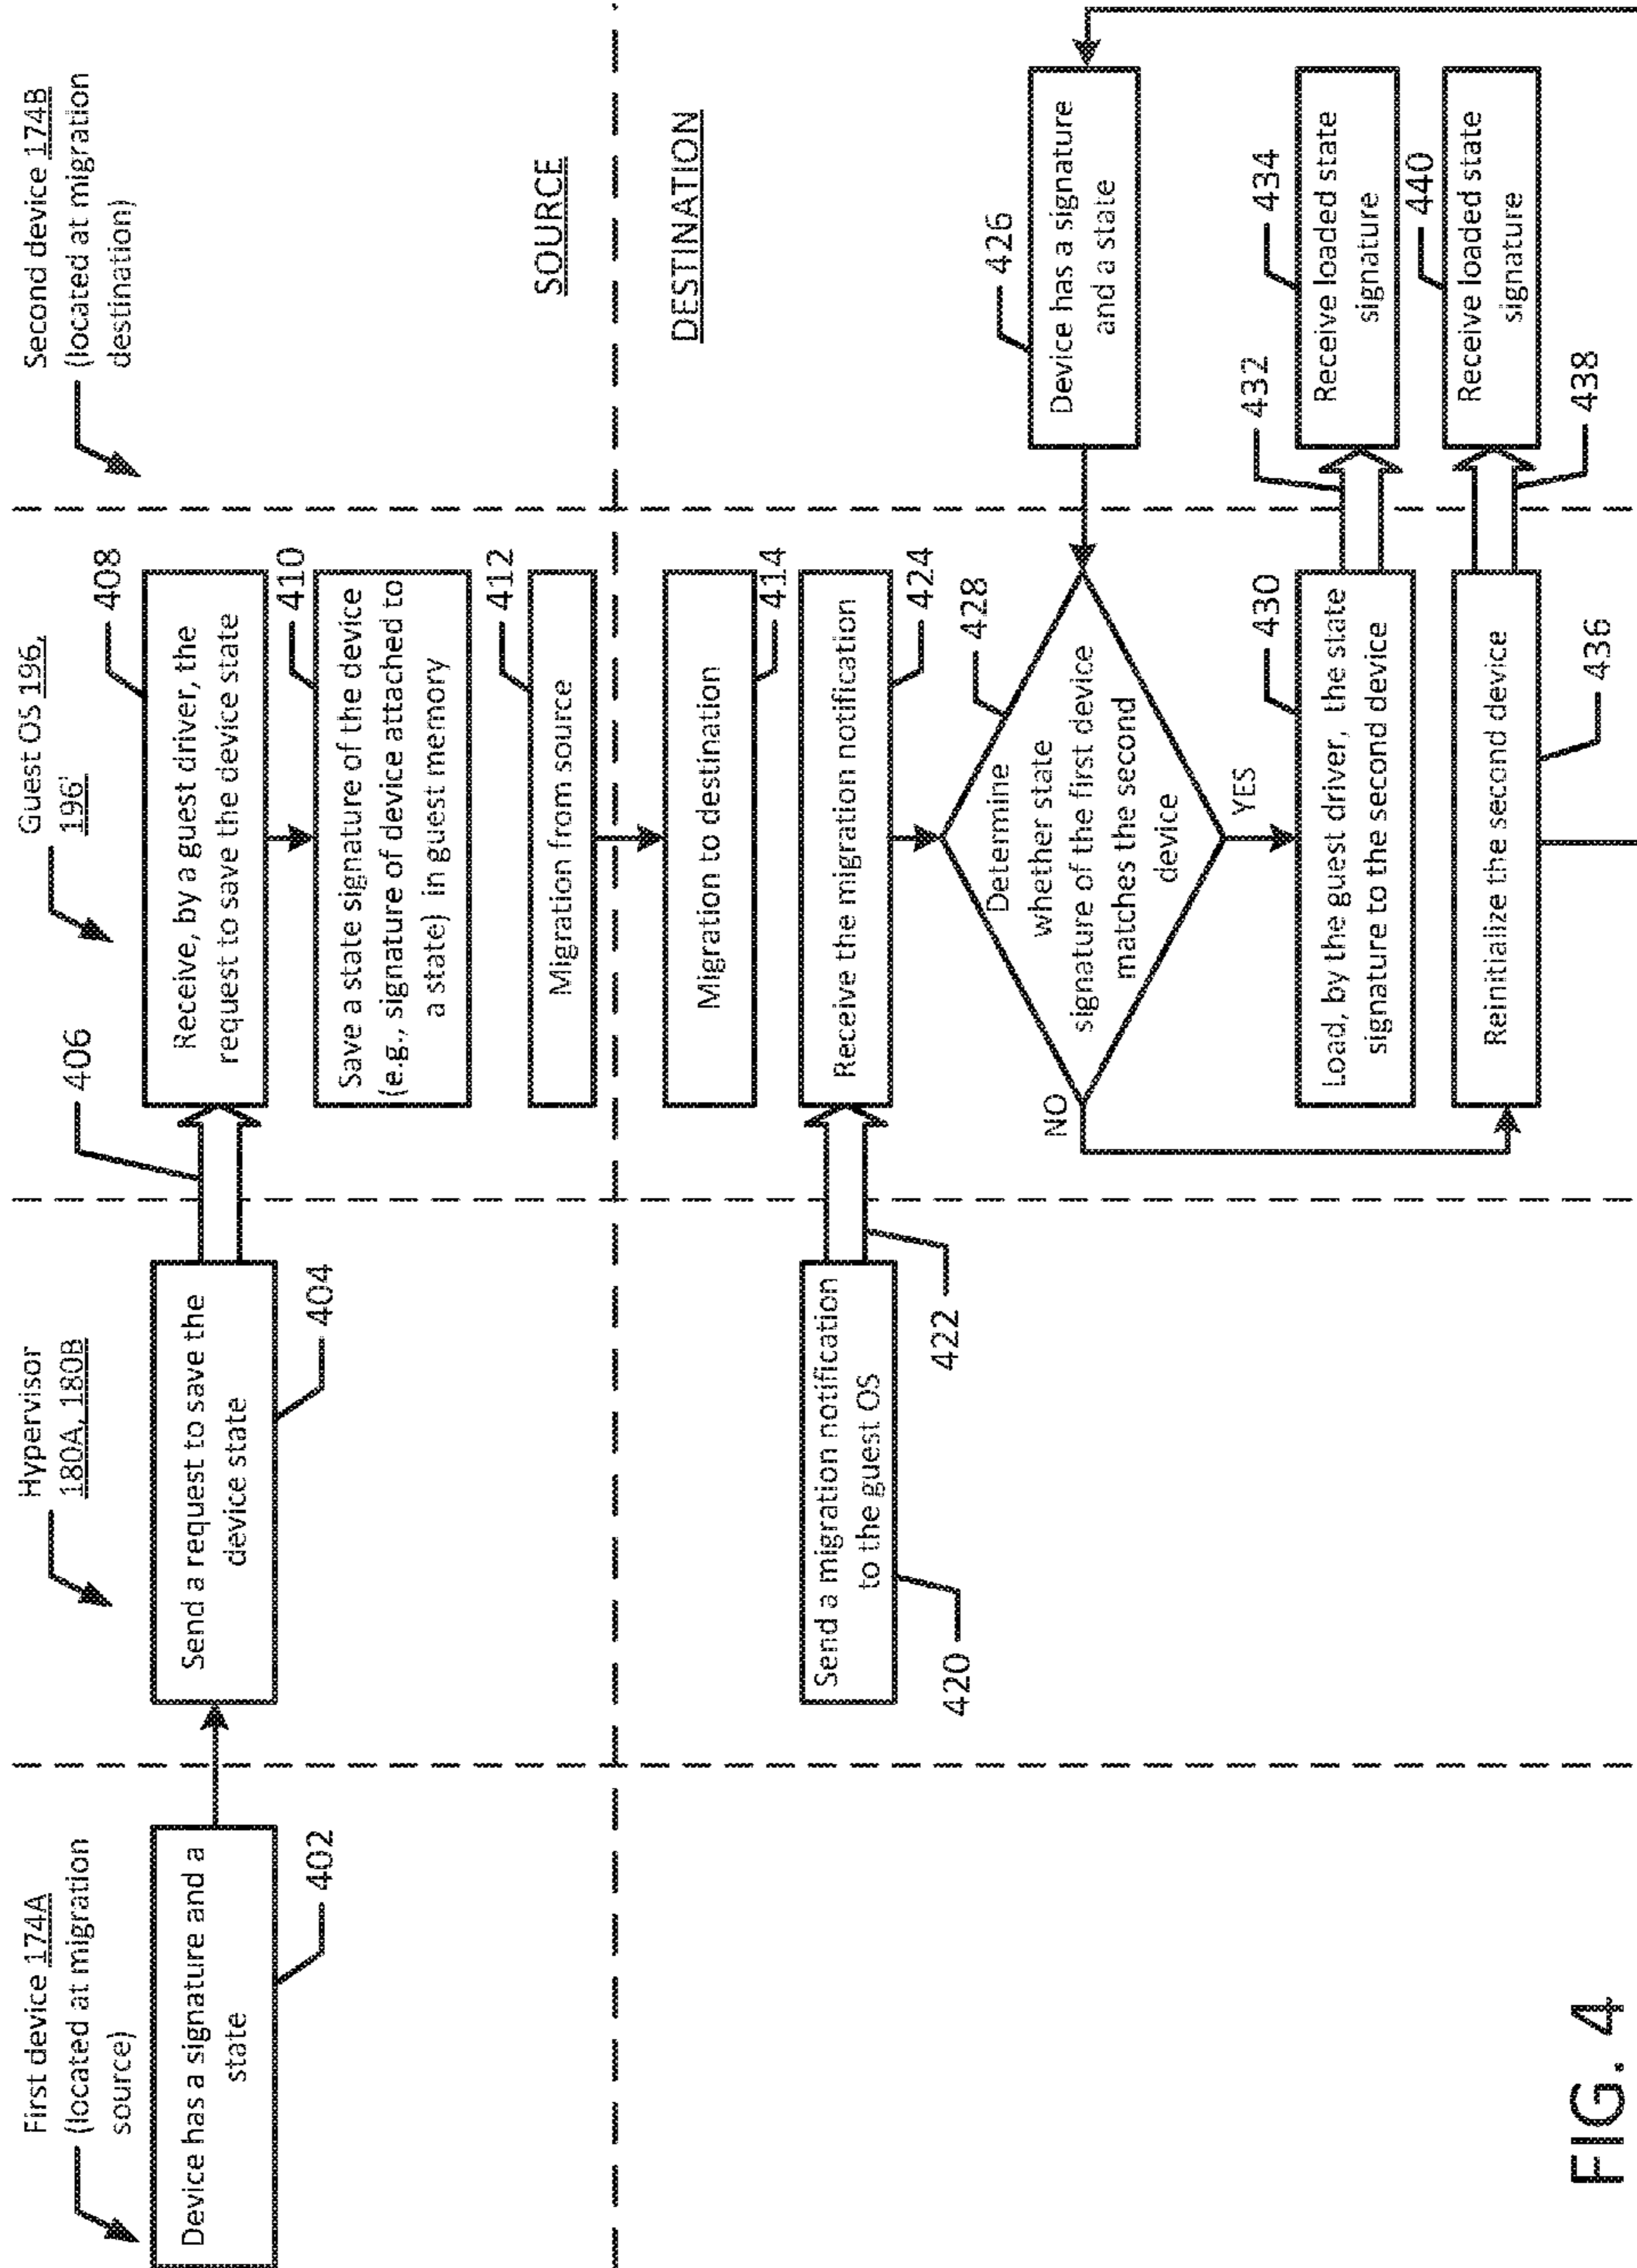 First device 174A
(located at migration
source)
Hypervisor
180A, 180B
Guest OS 196,
196'
Second device 174B
(located at migration
destination)
Device has a signature and a
state
402
Send a request to save the
device state
404
406
Receive, by a guest driver, the
request to save the device state
408
Save a state signature of the device
(e.g., signature of device attached to
a state) in guest memory
410
Migration from source
412
SOURCE
DESTINATION
Migration to destination
414
Send a migration notification
to the guest OS
420
422
Receive the migration notification
424
Device has a signature
and a state
426
Determine
whether state
signature of the first device
matches the second
device
428
NO
YES
Load, by the guest driver, the state
signature to the second device
430
432
Receive loaded state
signature
434
Reinitialize the second device
436
438
Receive loaded state
signature
440
FIG. 4